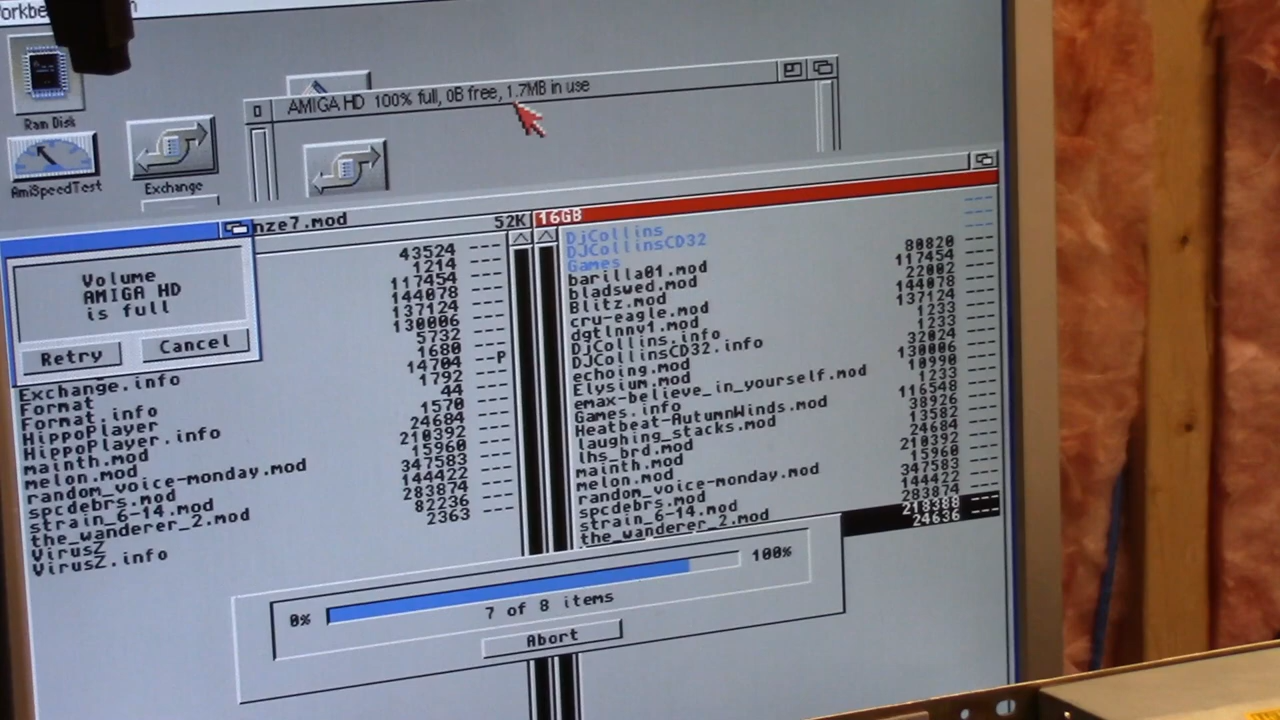 Ram Disk
AmiSpeedTest
Exchange
AMIGA HD 100% full, 0B free, 1.7MB in use
nze7.mod 52K
16GB
Volume
AMIGA HD
is full
Retry Cancel
43524 ---
1214 ---
117454 ---
144078 ---
137124 ---
130006 ---
5732 ---
1680 ---
14704 --P
1792 ---
44 ---
1570 ---
24684 ---
210392 ---
15960 ---
347583 ---
144422 ---
283874 ---
82236 ---
2363 ---
Exchange.info
Format
Format.info
HippoPlayer
HippoPlayer.info
mainth.mod
melon.mod
random_voice-monday.mod
spcdebrs.mod
strain_6-14.mod
the_wanderer_2.mod
VirusZ
VirusZ.info
DjCollins ---
DJCollinsCD32 ---
Games ---
barilla01.mod 80820 ---
bladswed.mod 117454 ---
Blitz.mod 22002 ---
cru-eagle.mod 144078 ---
dgtlnny1.mod 137124 ---
DjCollins.info 1233 ---
DJCollinsCD32.info 1233 ---
echoing.mod 32024 ---
Elysium.mod 130006 ---
emax-believe_in_yourself.mod 10990 ---
Games.info 1233 ---
Heatbeat-AutumnWinds.mod 116548 ---
laughing_stacks.mod 38926 ---
lhs_brd.mod 13582 ---
mainth.mod 24684 ---
melon.mod 210392 ---
random_voice-monday.mod 15960 ---
spcdebrs.mod 347583 ---
strain_6-14.mod 144422 ---
the_wanderer_2.mod 283874 ---
218388 ---
24636 ---
0% 100%
7 of 8 items
Abort